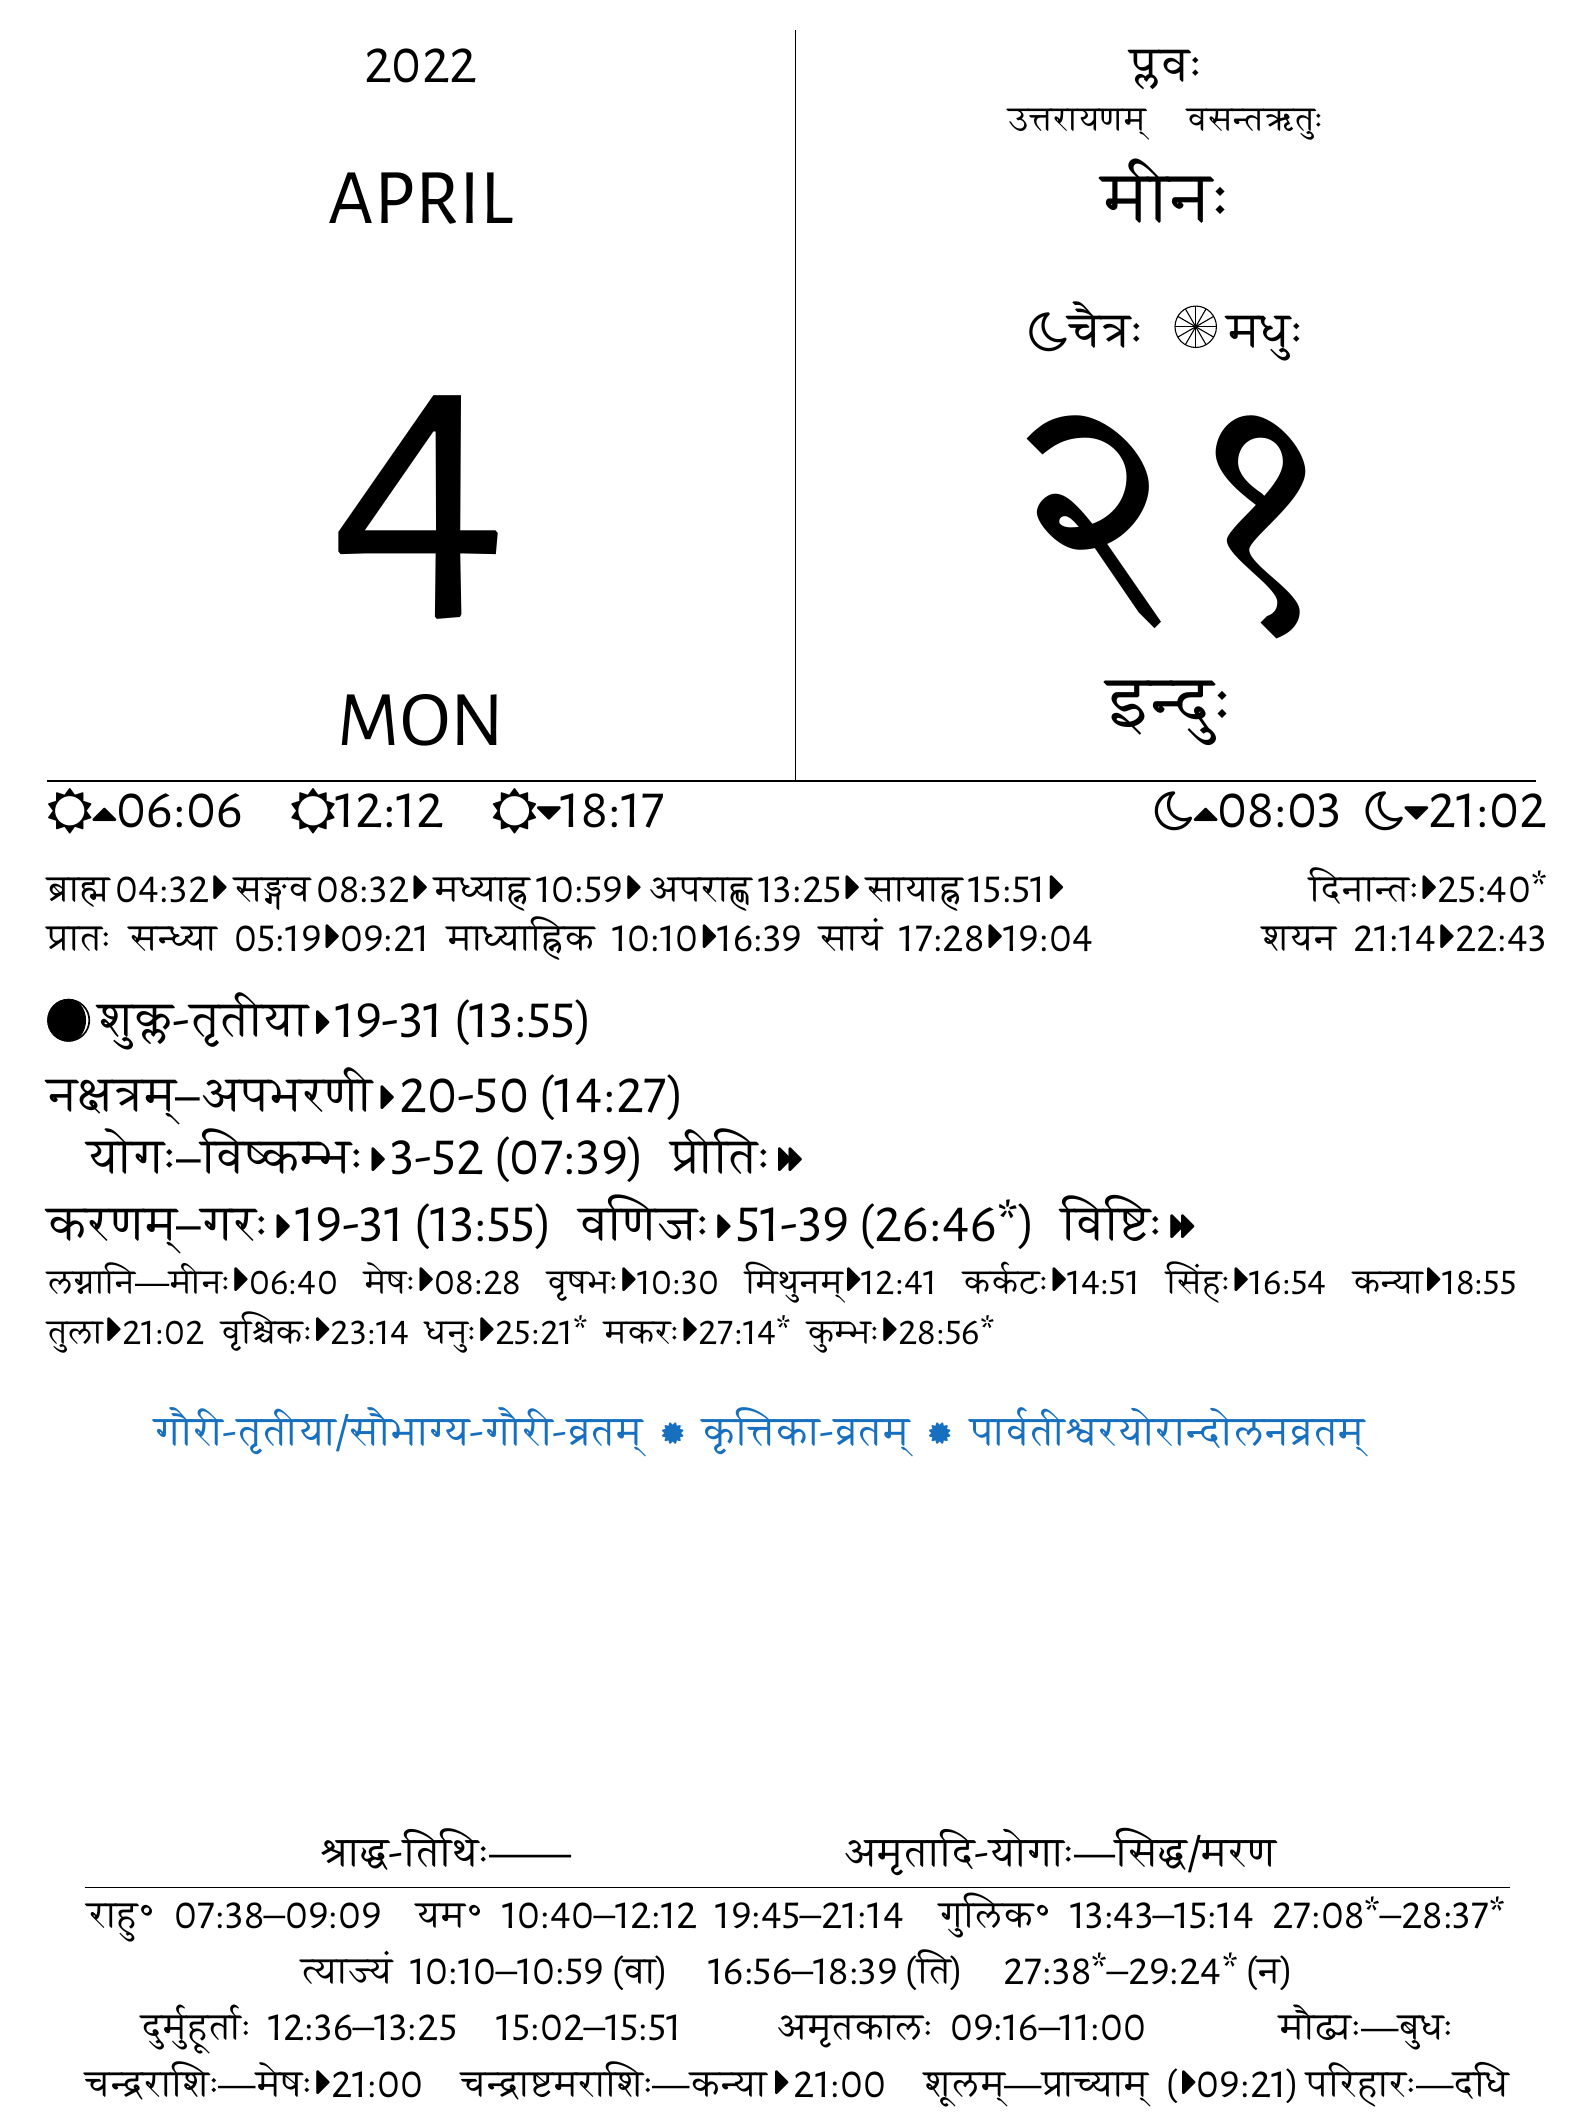 2022
APRIL
4
MON
प्लवः
उत्तरायणम् वसन्तऋतुः
मीनः
चैत्रः मधुः
२१
इन्दुः
06:06 12:12 18:17 08:03 21:02
ब्राह्म 04:32 सङ्गव 08:32 मध्याह्न 10:59 अपराह्ण 13:25 सायाह्न 15:51 दिनान्तः 25:40*
प्रातः सन्ध्या 05:19 09:21 माध्याह्निक 10:10 16:39 सायं 17:28 19:04 शयन 21:14 22:43
शुक्ल-तृतीया 19-31 (13:55)
नक्षत्रम्–अपभरणी 20-50 (14:27)
योगः–विष्कम्भः 3-52 (07:39) प्रीतिः
करणम्–गरः 19-31 (13:55) वणिजः 51-39 (26:46*) विष्टिः
लग्नानि—मीनः 06:40 मेषः 08:28 वृषभः 10:30 मिथुनम् 12:41 कर्कटः 14:51 सिंहः 16:54 कन्या 18:55
तुला 21:02 वृश्चिकः 23:14 धनुः 25:21* मकरः 27:14* कुम्भः 28:56*
गौरी-तृतीया/सौभाग्य-गौरी-व्रतम् ✹ कृत्तिका-व्रतम् ✹ पार्वतीश्वरयोरान्दोलनव्रतम्
श्राद्ध-तिथिः—— अमृतादि-योगाः—सिद्ध/मरण
राहु॰ 07:38–09:09 यम॰ 10:40–12:12 19:45–21:14 गुलिक॰ 13:43–15:14 27:08*–28:37*
त्याज्यं 10:10–10:59 (वा) 16:56–18:39 (ति) 27:38*–29:24* (न)
दुर्मुहूर्ताः 12:36–13:25 15:02–15:51 अमृतकालः 09:16–11:00 मौढ्यः—बुधः
चन्द्रराशिः—मेषः 21:00 चन्द्राष्टमराशिः—कन्या 21:00 शूलम्—प्राच्याम् (09:21) परिहारः—दधि